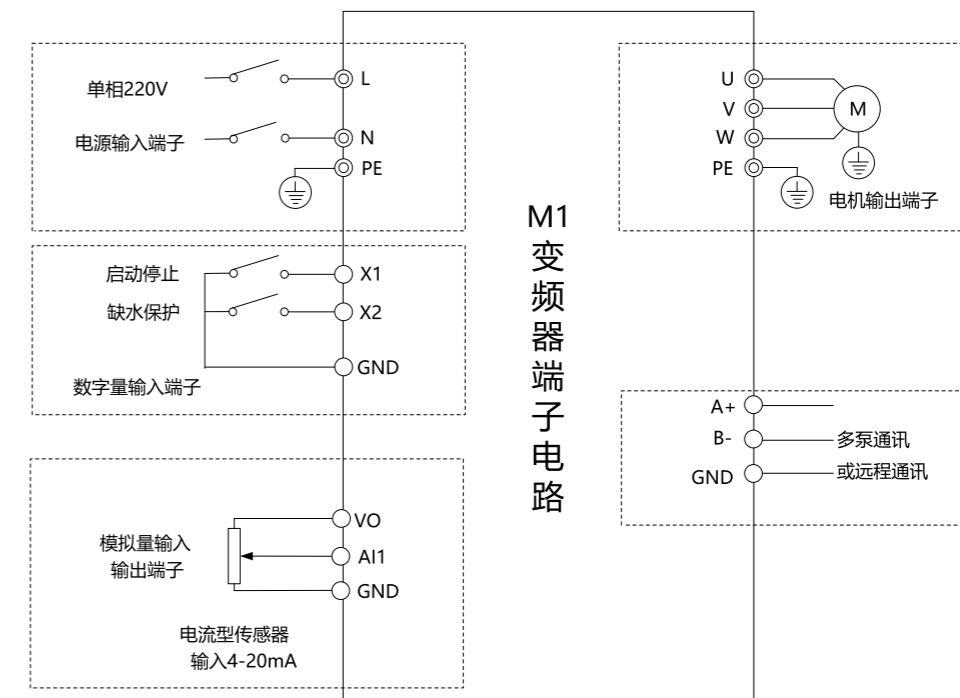 单相220V
L
电源输入端子
N
PE
启动停止
X1
缺水保护
X2
GND
数字量输入端子
VO
模拟量输入
输出端子
AI1
GND
电流型传感器
输入4-20mA
M1
变
频
器
端
子
电
路
U
V
M
W
PE
电机输出端子
A+
B-
多泵通讯
或远程通讯
GND